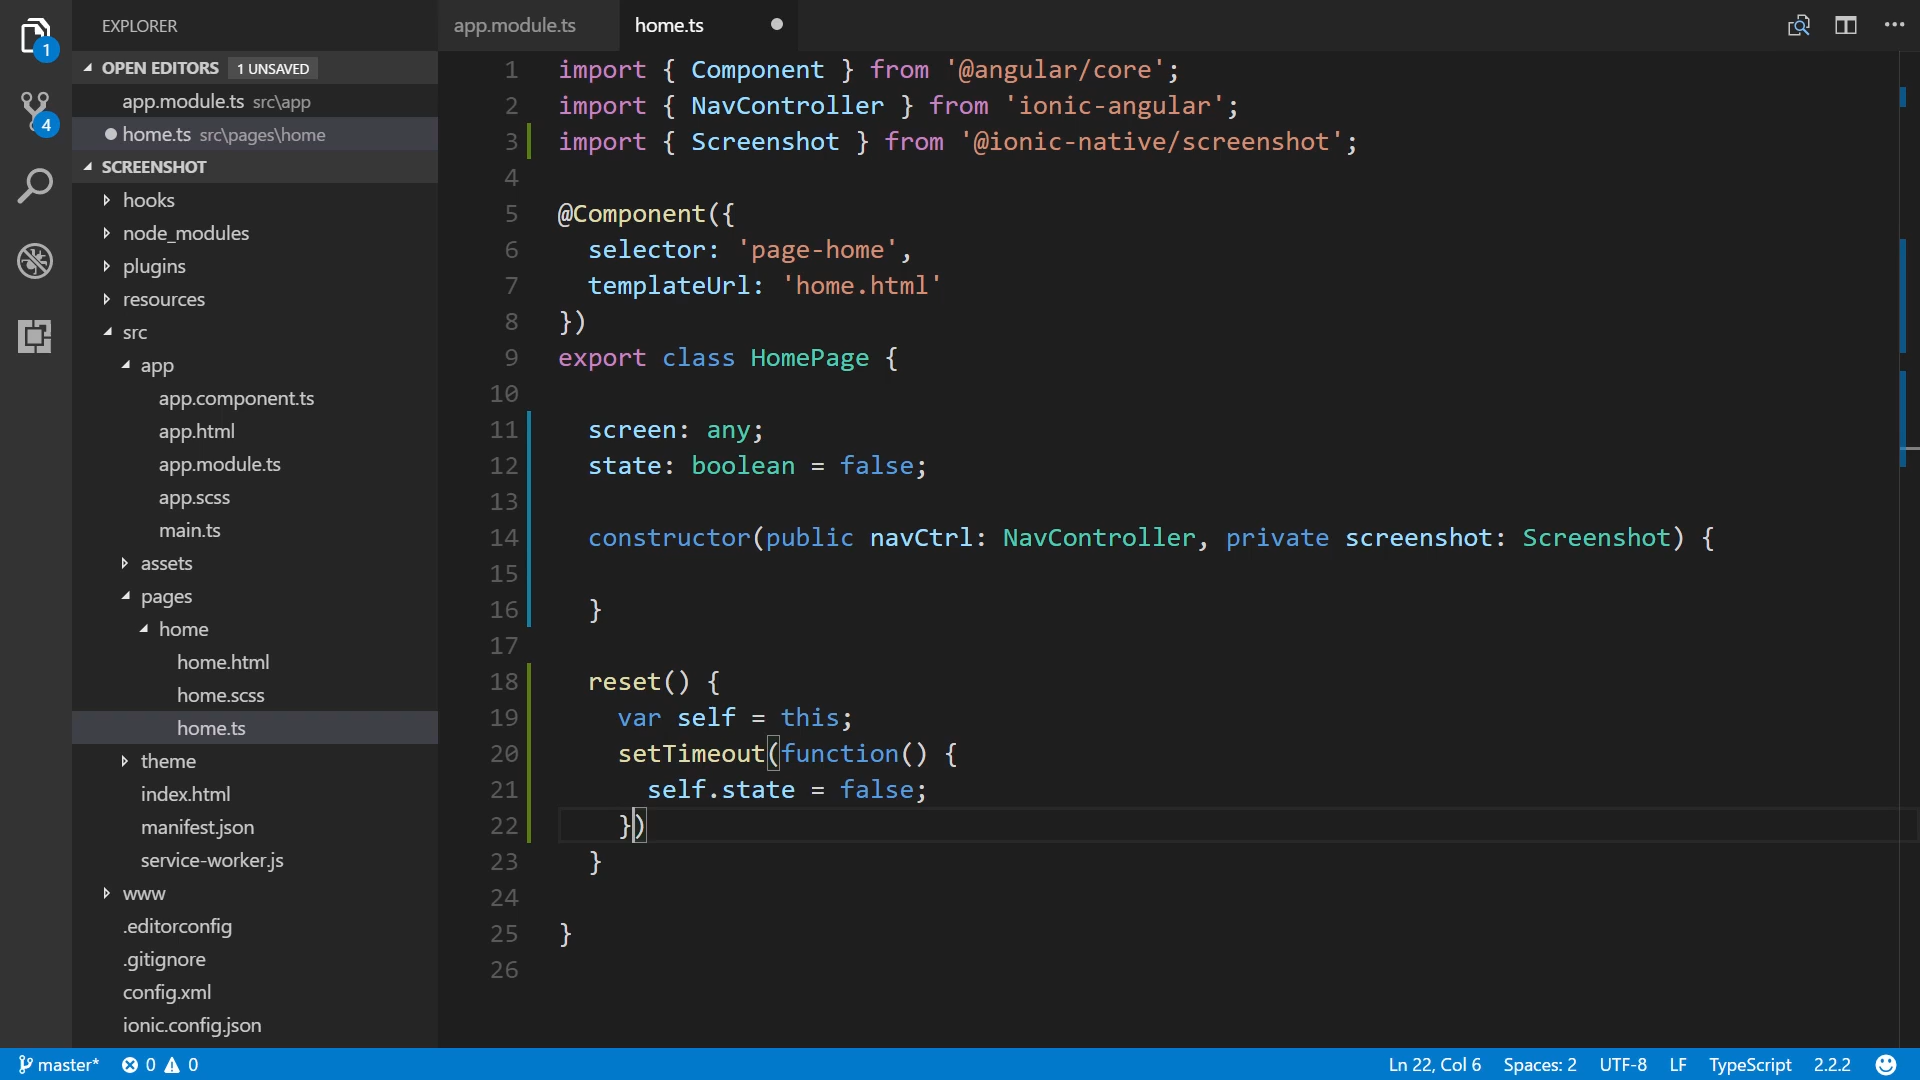 EXPLORER
OPEN EDITORS 1 UNSAVED
app.module.ts src\app
home.ts src\pages\home
SCREENSHOT
hooks
node_modules
plugins
resources
src
app
app.component.ts
app.html
app.module.ts
app.scss
main.ts
assets
pages
home
home.html
home.scss
home.ts
theme
index.html
manifest.json
service-worker.js
www
.editorconfig
.gitignore
config.xml
ionic.config.json
1
4
app.module.ts home.ts
1 import { Component } from '@angular/core';
2 import { NavController } from 'ionic-angular';
3 import { Screenshot } from '@ionic-native/screenshot';
4
5 @Component({
6 selector: 'page-home',
7 templateUrl: 'home.html'
8 })
9 export class HomePage {
10
11 screen: any;
12 state: boolean = false;
13
14 constructor(public navCtrl: NavController, private screenshot: Screenshot) {
15
16 }
17
18 reset() {
19 var self = this;
20 setTimeout(function() {
21 self.state = false;
22 })
23 }
24
25 }
26
master* 0 0 Ln 22, Col 6 Spaces: 2 UTF-8 LF TypeScript 2.2.2